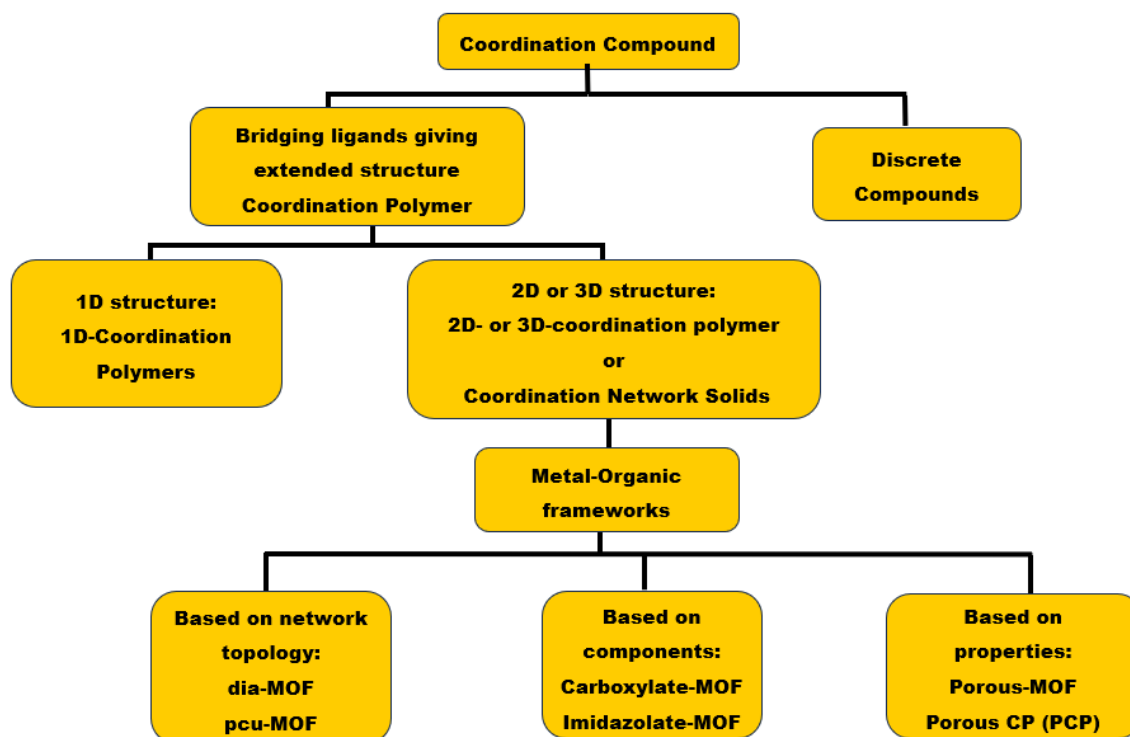 Coordination Compound
Bridging ligands giving
extended structure
Coordination Polymer
Discrete
Compounds
1D structure:
1D-Coordination
Polymers
2D or 3D structure:
2D- or 3D-coordination polymer
or
Coordination Network Solids
Metal-Organic
frameworks
Based on network
topology:
dia-MOF
pcu-MOF
Based on
components:
Carboxylate-MOF
Imidazolate-MOF
Based on
properties:
Porous-MOF
Porous CP (PCP)